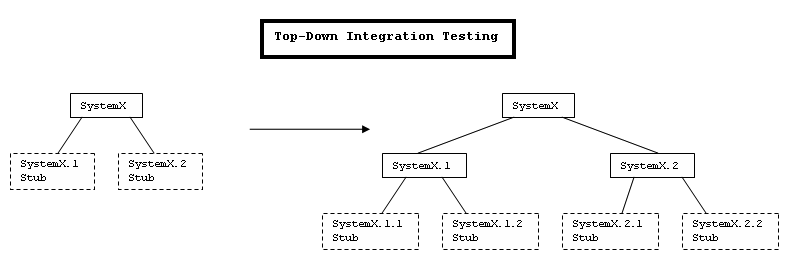 Top-Down Integration Testing
SystemX
SystemX.1
Stub
SystemX.2
Stub
SystemX
SystemX.1
SystemX.2
SystemX.1.1
Stub
SystemX.1.2
Stub
SystemX.2.1
Stub
SystemX.2.2
Stub